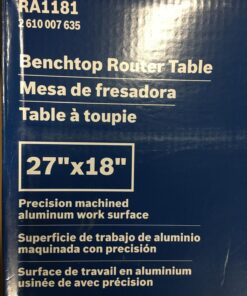 RA1181
2 610 007 635
Benchtop Router Table
Mesa de fresadora
Table à toupie
27"x18"
Precision machined
aluminum work surface
Superficie de trabajo de aluminio
maquinada con precisión
Surface de travail en aluminium
usinée de avec précision